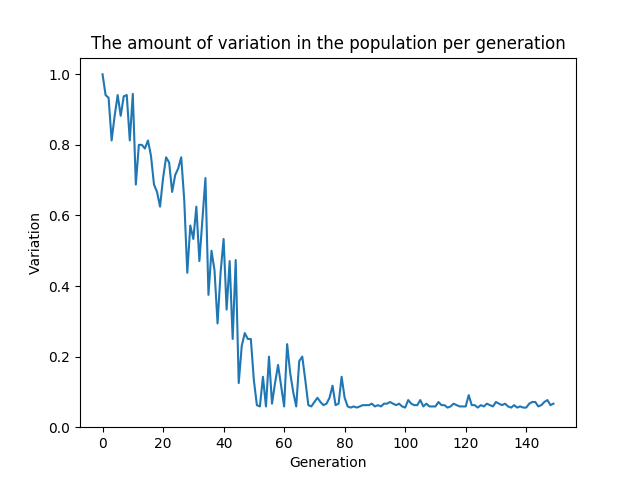 The amount of variation in the population per generation
1.0
0.8
0.6
0.4
0.2
0.0
Variation
0 20 40 60 80 100 120 140
Generation